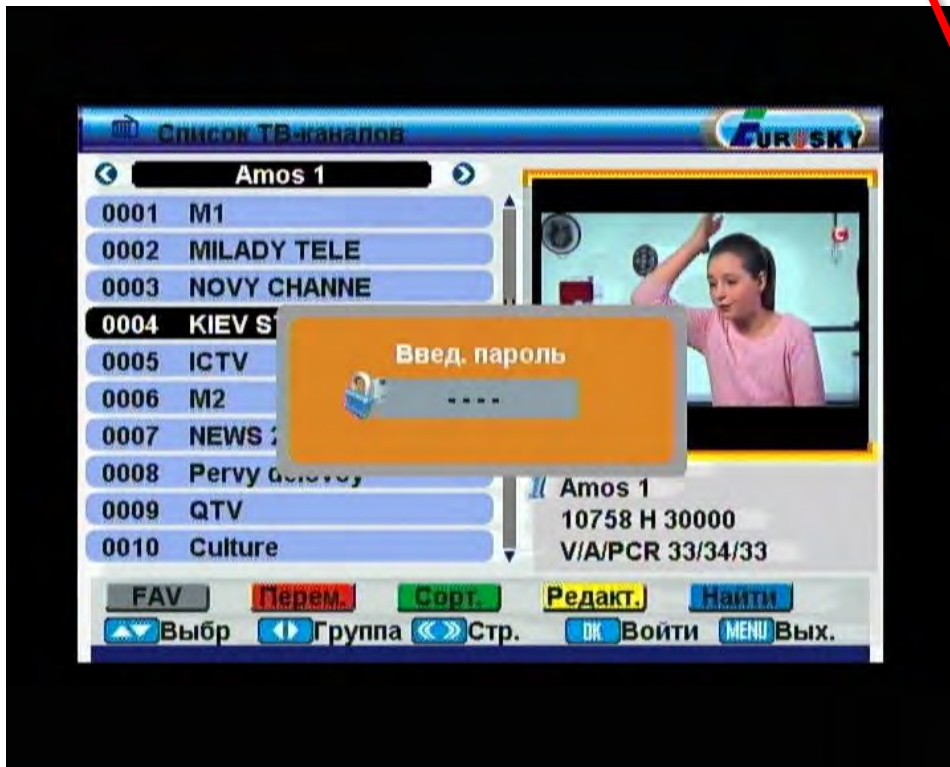 Список ТВ-каналов
EUROSKY
Amos 1
0001 M1
0002 MILADY TELE
0003 NOVY CHANNE
0004 KIEV
0005 ICTV
0006 M2
0007 NEWS
0008 Pervy
0009 QTV
0010 Culture
Введ. пароль
----
Amos 1
10758 H 30000
V/A/PCR 33/34/33
FAV Перем. Сорт. Редакт. Найти
Выбр Группа Стр. OK Войти MENU Вых.